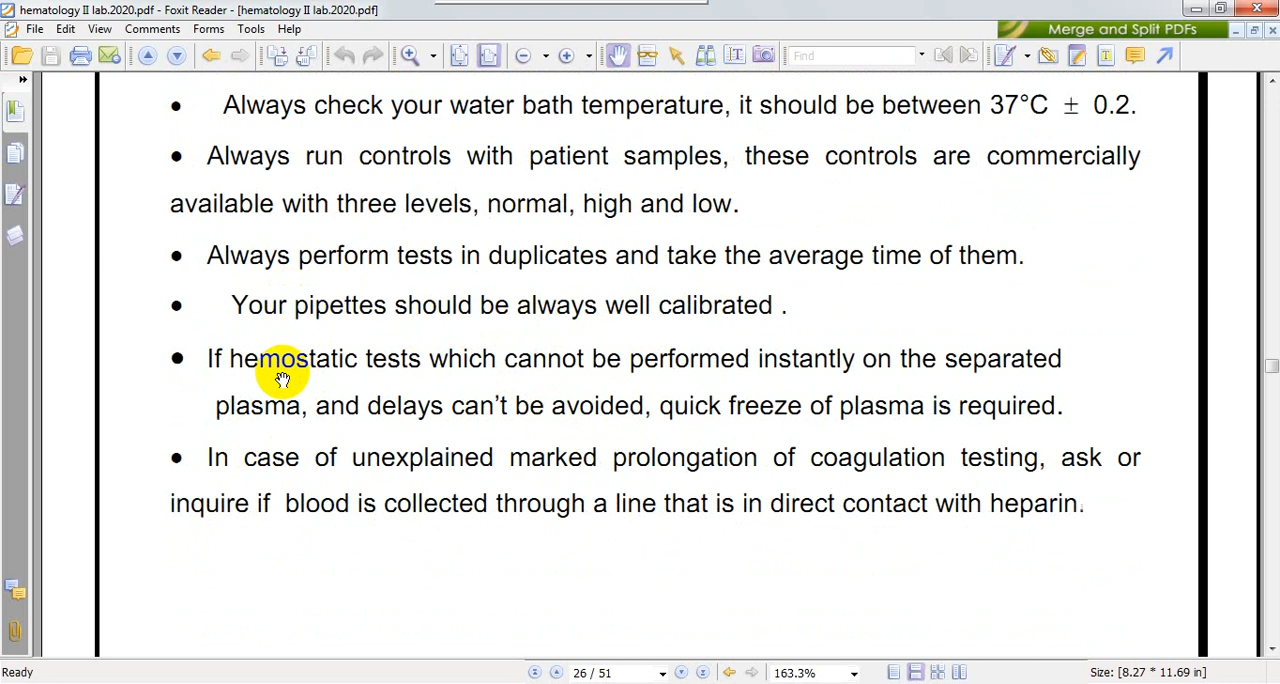 hematology II lab.2020.pdf - Foxit Reader - [hematology II lab.2020.pdf]
File Edit View Comments Forms Tools Help
Merge and Split PDFs
Find
• Always check your water bath temperature, it should be between 37°C ± 0.2.
• Always run controls with patient samples, these controls are commercially
available with three levels, normal, high and low.
• Always perform tests in duplicates and take the average time of them.
• Your pipettes should be always well calibrated .
• If hemostatic tests which cannot be performed instantly on the separated
plasma, and delays can't be avoided, quick freeze of plasma is required.
• In case of unexplained marked prolongation of coagulation testing, ask or
inquire if blood is collected through a line that is in direct contact with heparin.
Ready 26 / 51 163.3% Size: [8.27 * 11.69 in]